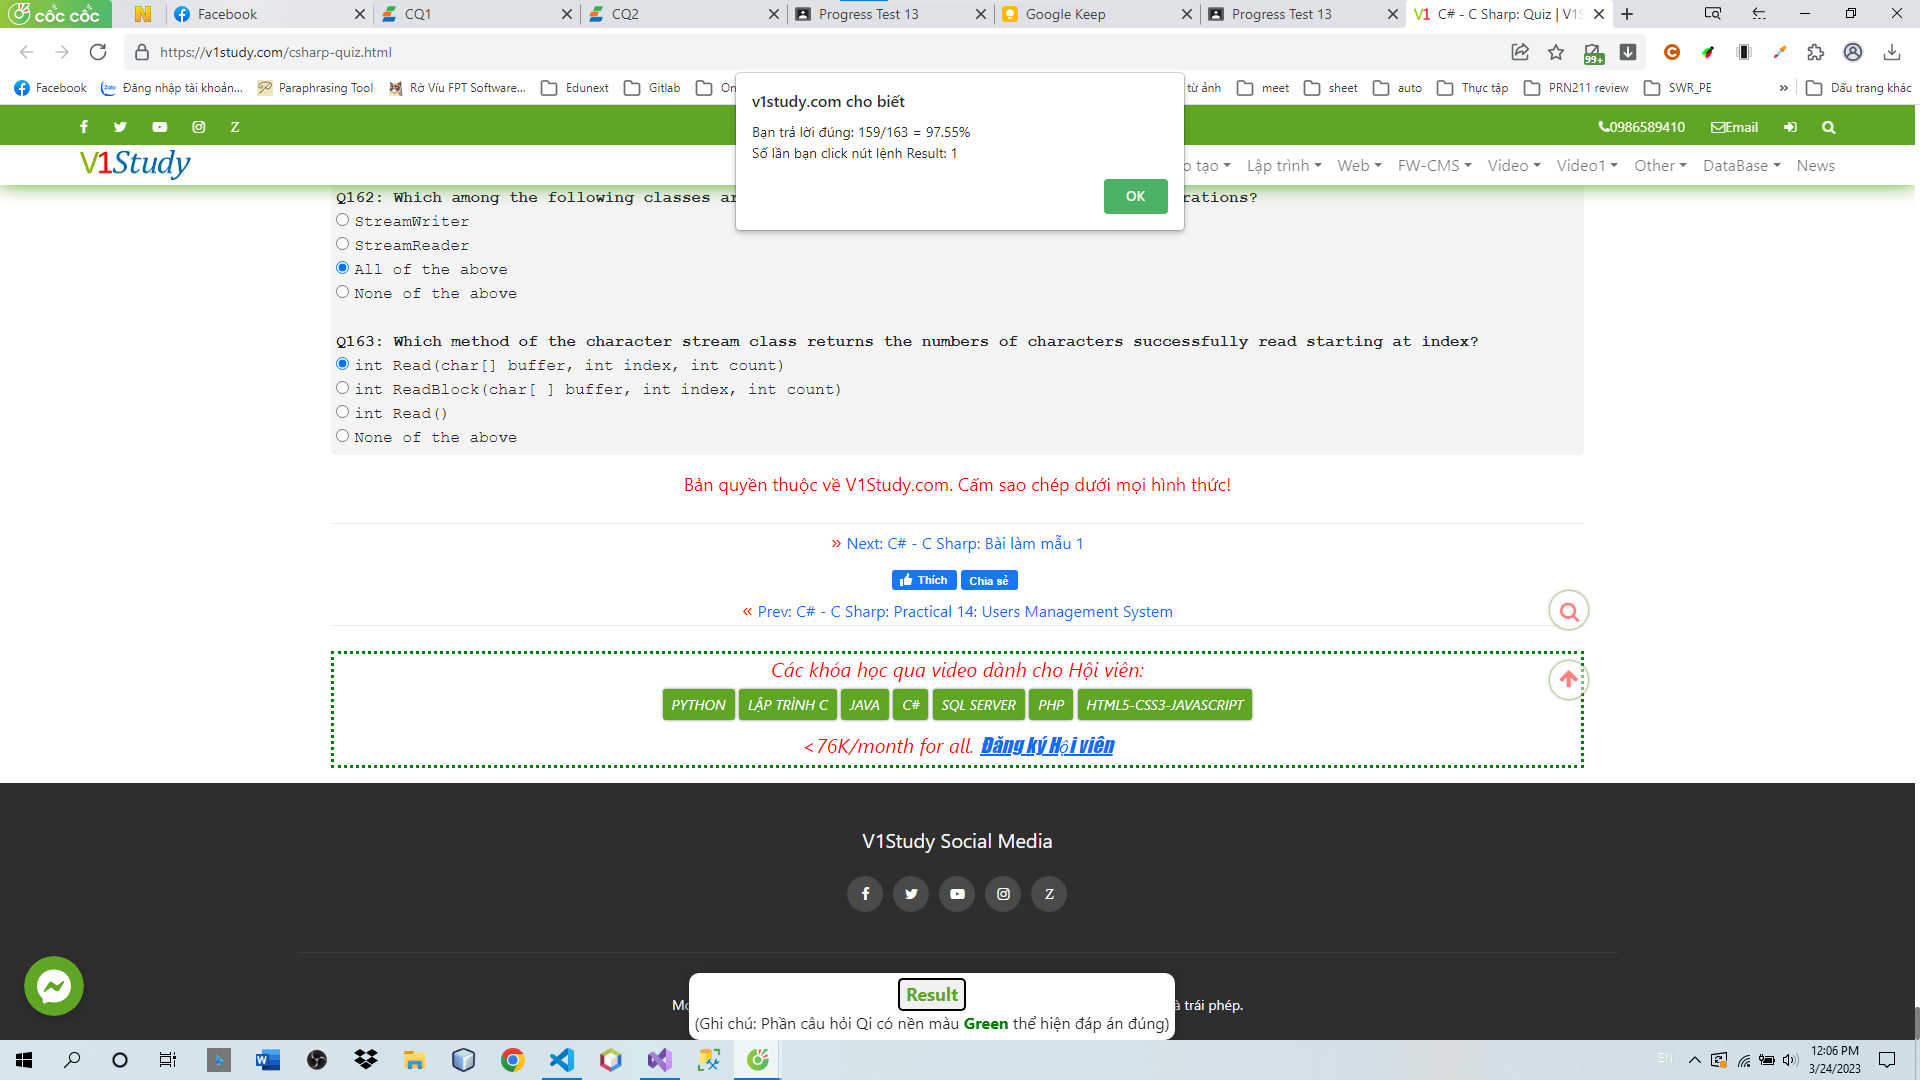 cốc cốc
Facebook
CQ1
CQ2
Progress Test 13
Google Keep
Progress Test 13
V1 C# - C Sharp: Quiz | V1S
https://v1study.com/csharp-quiz.html
99+
Facebook
Đăng nhập tài khoản...
Paraphrasing Tool
Rờ Víu FPT Software...
Edunext
Gitlab
On
từ ảnh
meet
sheet
auto
Thực tập
PRN211 review
SWR_PE
»
Dấu trang khác
v1study.com cho biết
Bạn trả lời đúng: 159/163 = 97.55%
Số lần bạn click nút lệnh Result: 1
OK
0986589410
Email
V1Study
o tạo
Lập trình
Web
FW-CMS
Video
Video1
Other
DataBase
News
Q162: Which among the following classes ar
rations?
StreamWriter
StreamReader
All of the above
None of the above
Q163: Which method of the character stream class returns the numbers of characters successfully read starting at index?
int Read(char[] buffer, int index, int count)
int ReadBlock(char[ ] buffer, int index, int count)
int Read()
None of the above
Bản quyền thuộc về V1Study.com. Cấm sao chép dưới mọi hình thức!
» Next: C# - C Sharp: Bài làm mẫu 1
Thích
Chia sẻ
« Prev: C# - C Sharp: Practical 14: Users Management System
Các khóa học qua video dành cho Hội viên:
PYTHON
LẬP TRÌNH C
JAVA
C#
SQL SERVER
PHP
HTML5-CSS3-JAVASCRIPT
<76K/month for all. Đăng ký Hội viên
V1Study Social Media
Z
Mọ
à trái phép.
Result
(Ghi chú: Phần câu hỏi Qi có nền màu Green thể hiện đáp án đúng)
EN
12:06 PM
3/24/2023